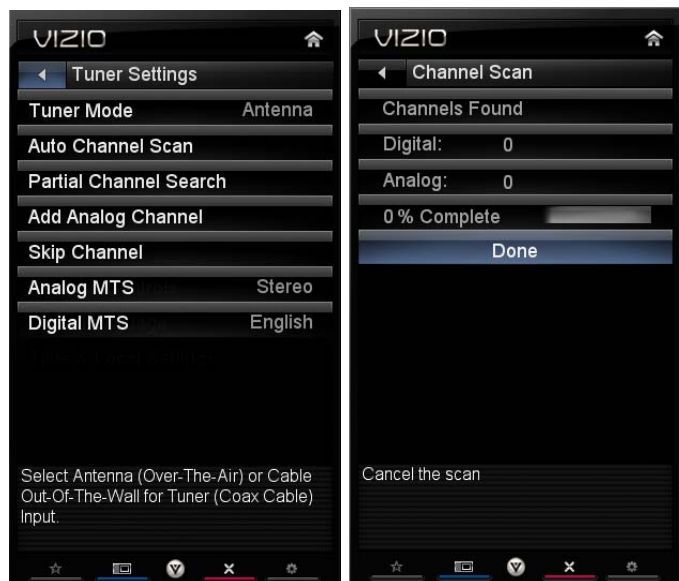 VIZIO
Tuner Settings
Tuner Mode Antenna
Auto Channel Scan
Partial Channel Search
Add Analog Channel
Skip Channel
Analog MTS Stereo
Digital MTS English
Select Antenna (Over-The-Air) or Cable
Out-Of-The-Wall for Tuner (Coax Cable)
Input.
V
VIZIO
Channel Scan
Channels Found
Digital: 0
Analog: 0
0 % Complete
Done
Cancel the scan
V